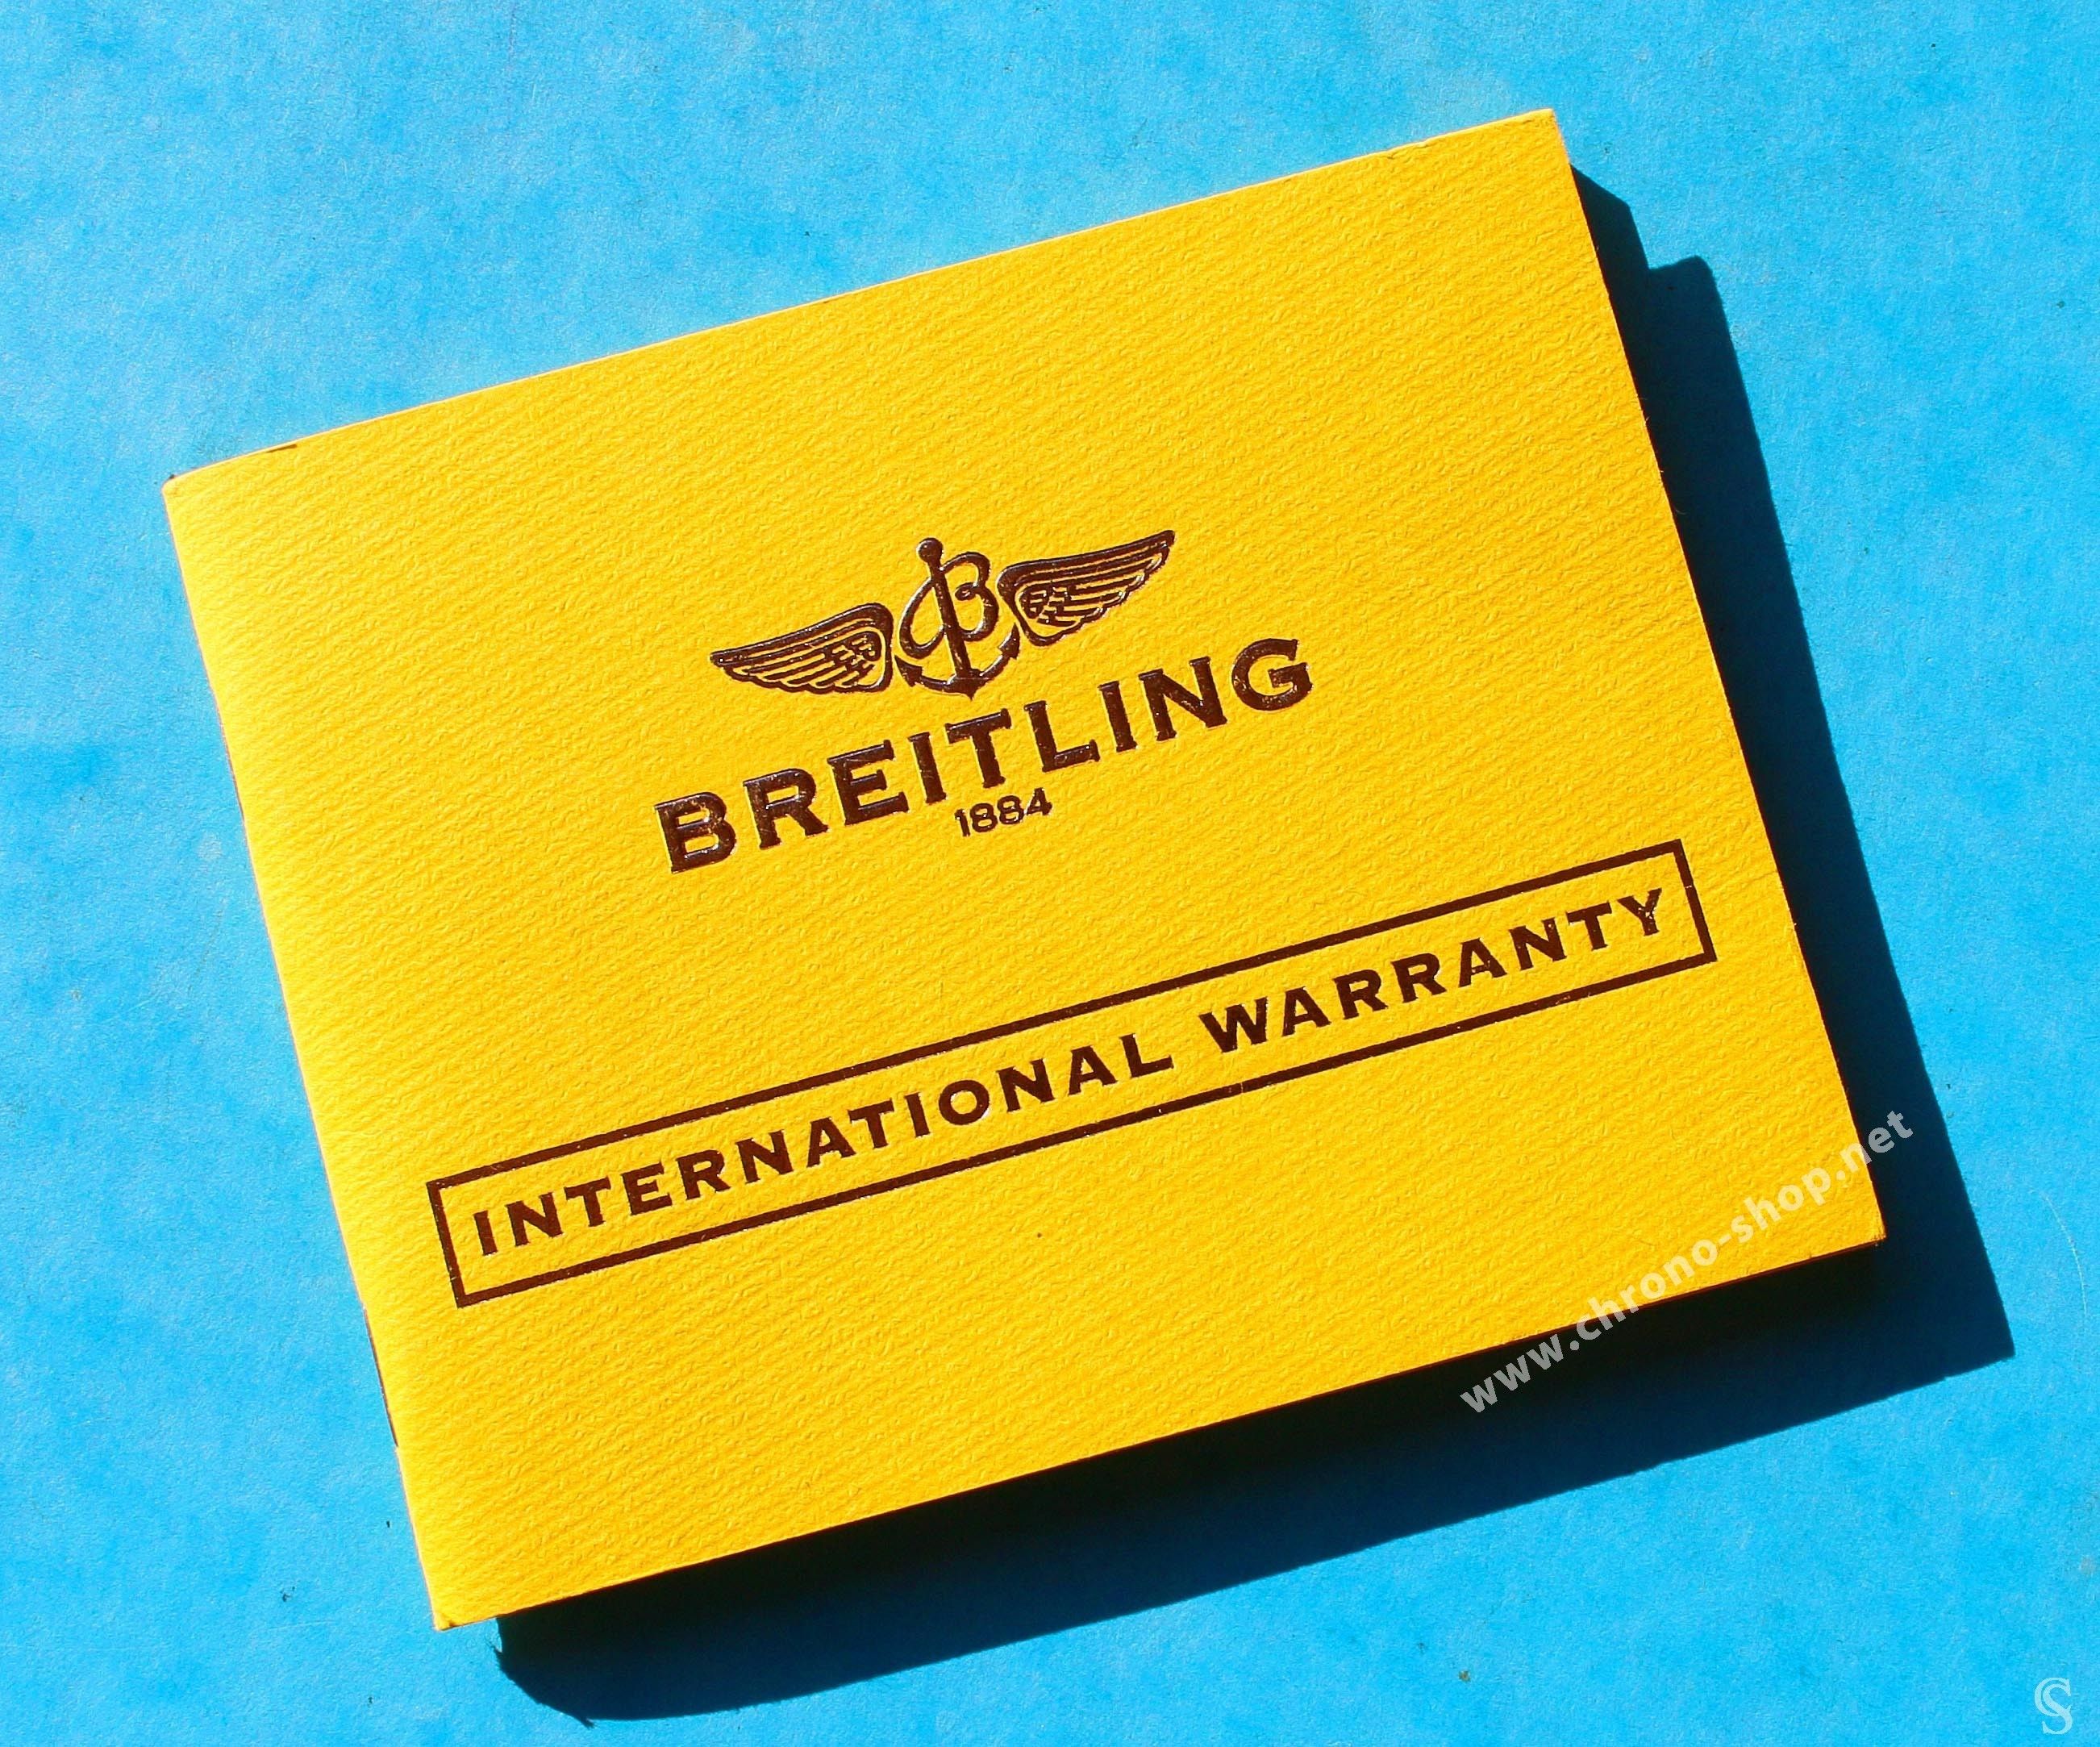 BREITLING
1884
INTERNATIONAL WARRANTY
www.chrono-shop.net